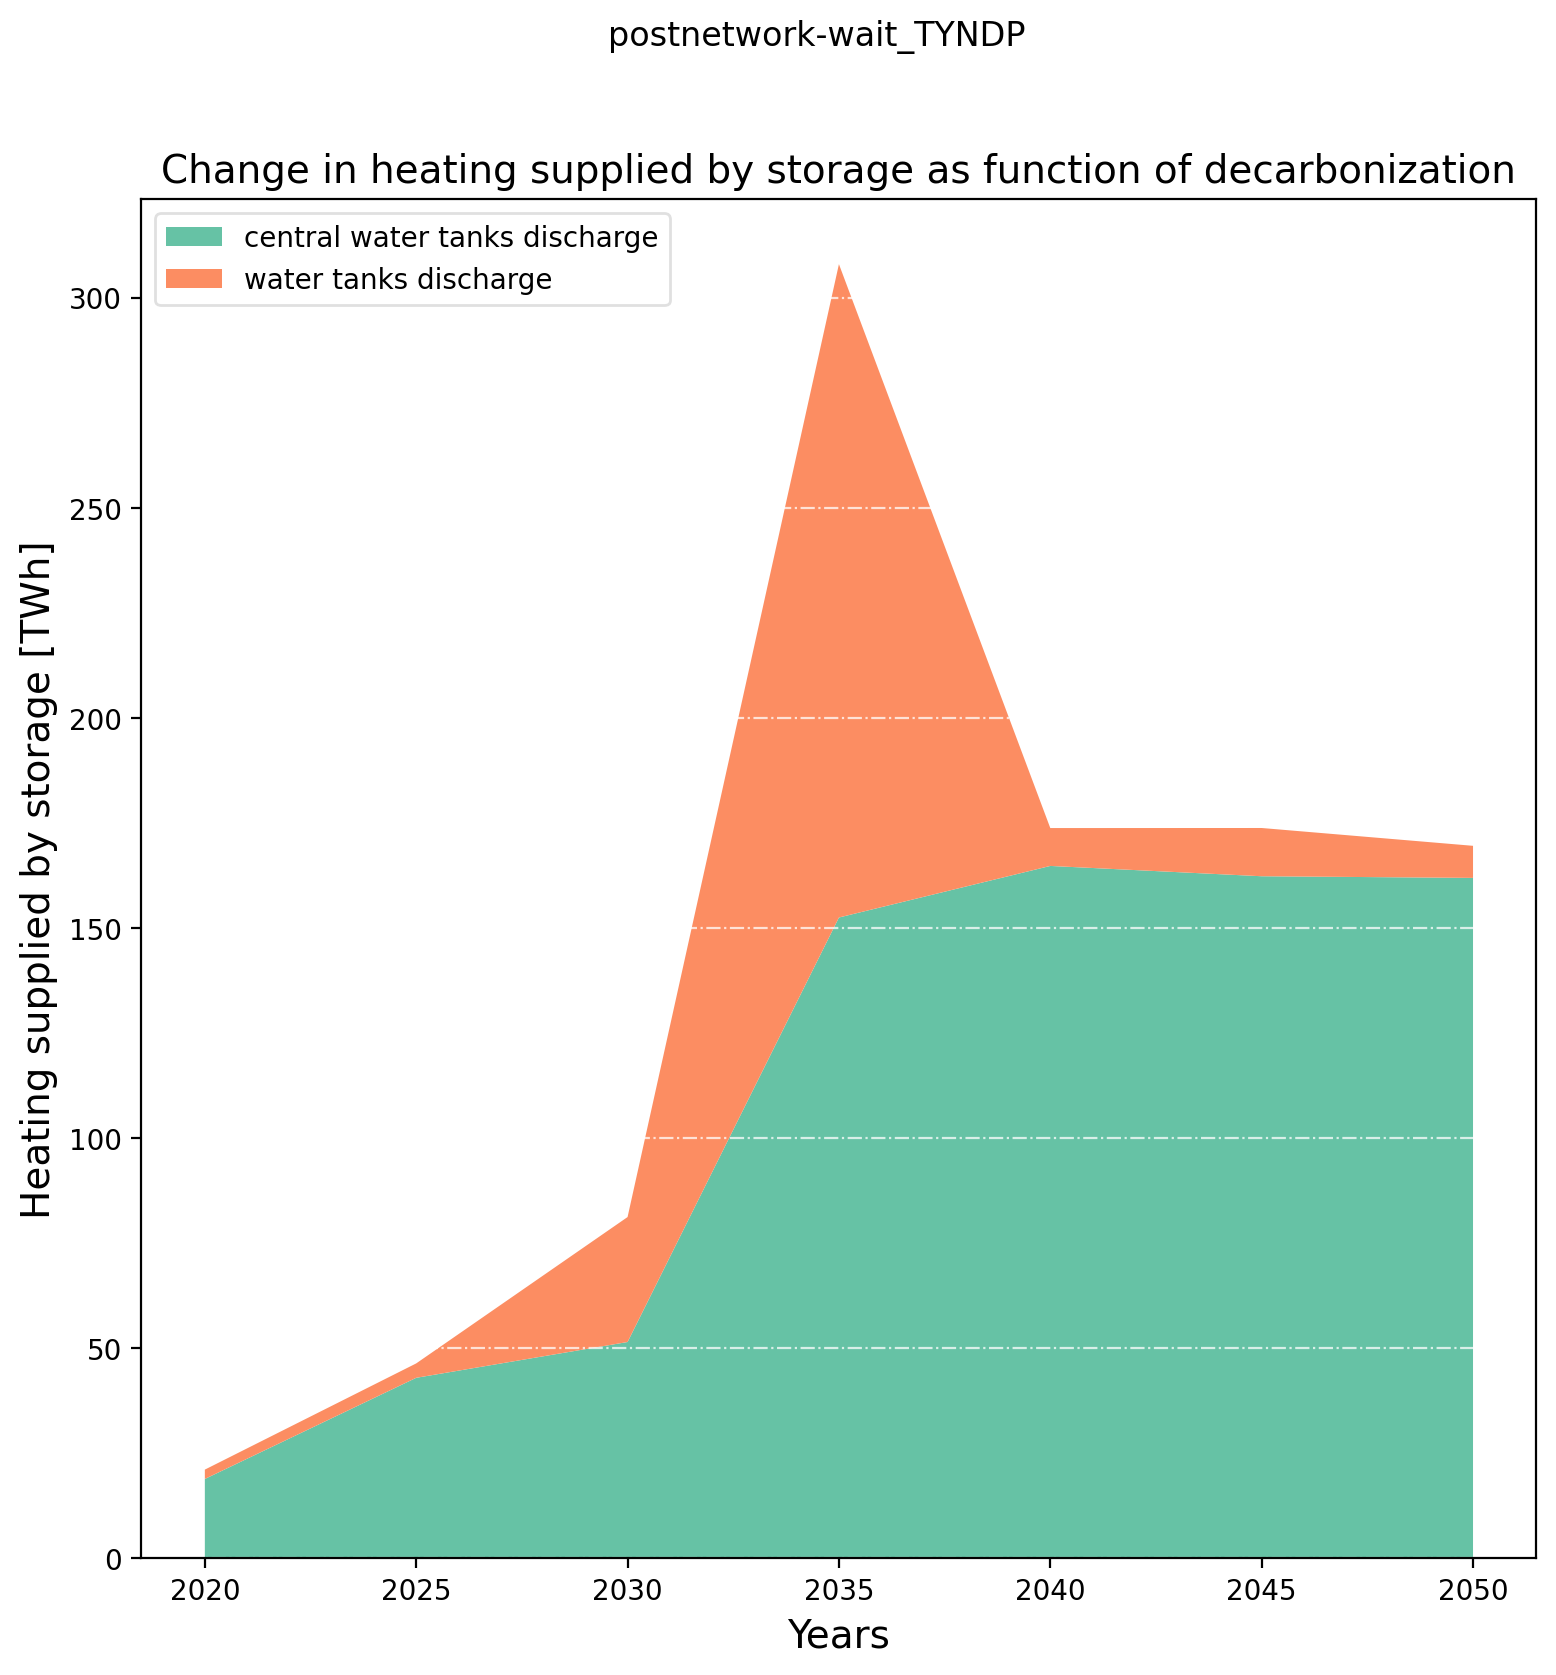 postnetwork-wait_TYNDP
Change in heating supplied by storage as function of decarbonization
central water tanks discharge
water tanks discharge
Heating supplied by storage [TWh]
300
250
200
150
100
50
0
2020 2025 2030 2035 2040 2045 2050
Years